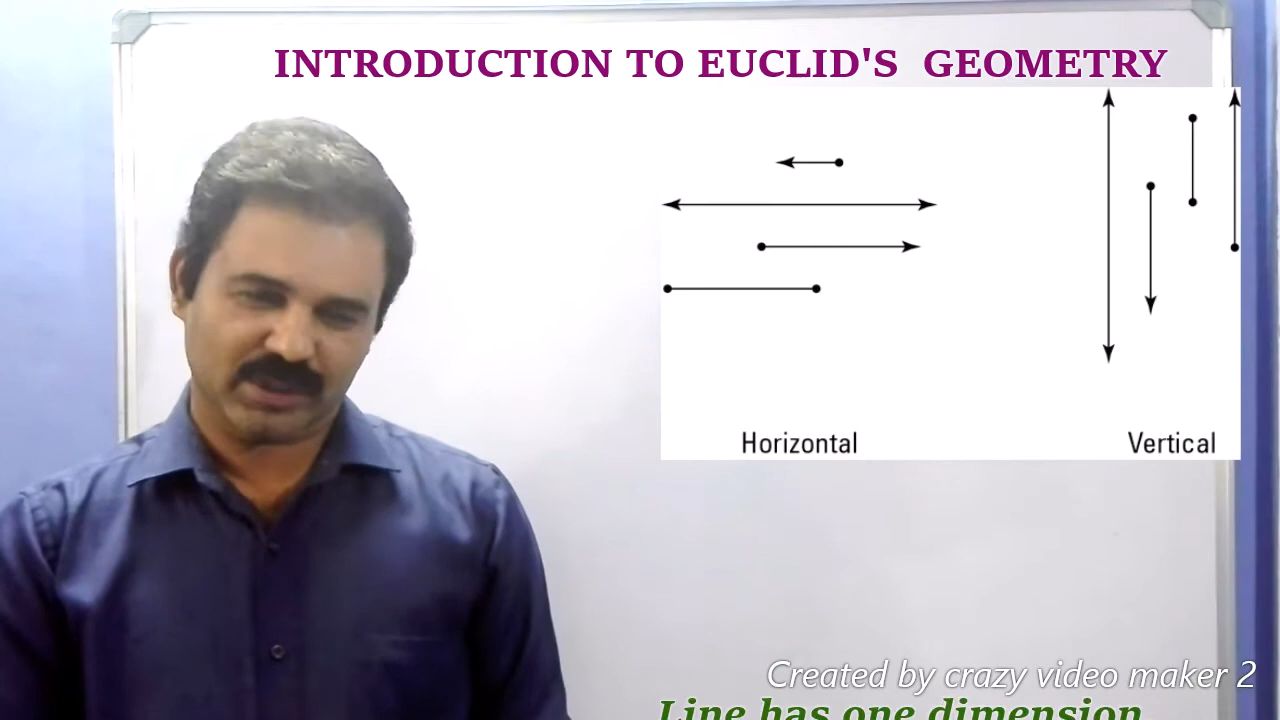 INTRODUCTION TO EUCLID'S GEOMETRY
Horizontal
Vertical
Created by crazy video maker 2
Line has one dimension